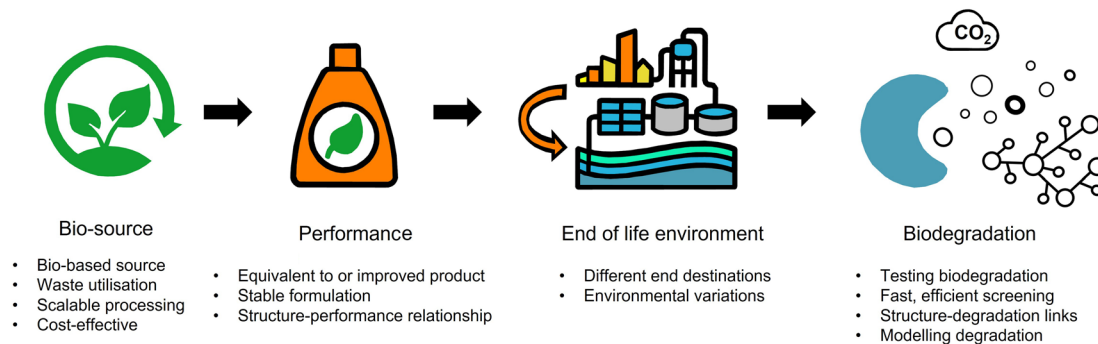 CO2
Bio-source
Performance
End of life environment
Biodegradation
• Bio-based source
• Waste utilisation
• Scalable processing
• Cost-effective
• Equivalent to or improved product
• Stable formulation
• Structure-performance relationship
• Different end destinations
• Environmental variations
• Testing biodegradation
• Fast, efficient screening
• Structure-degradation links
• Modelling degradation